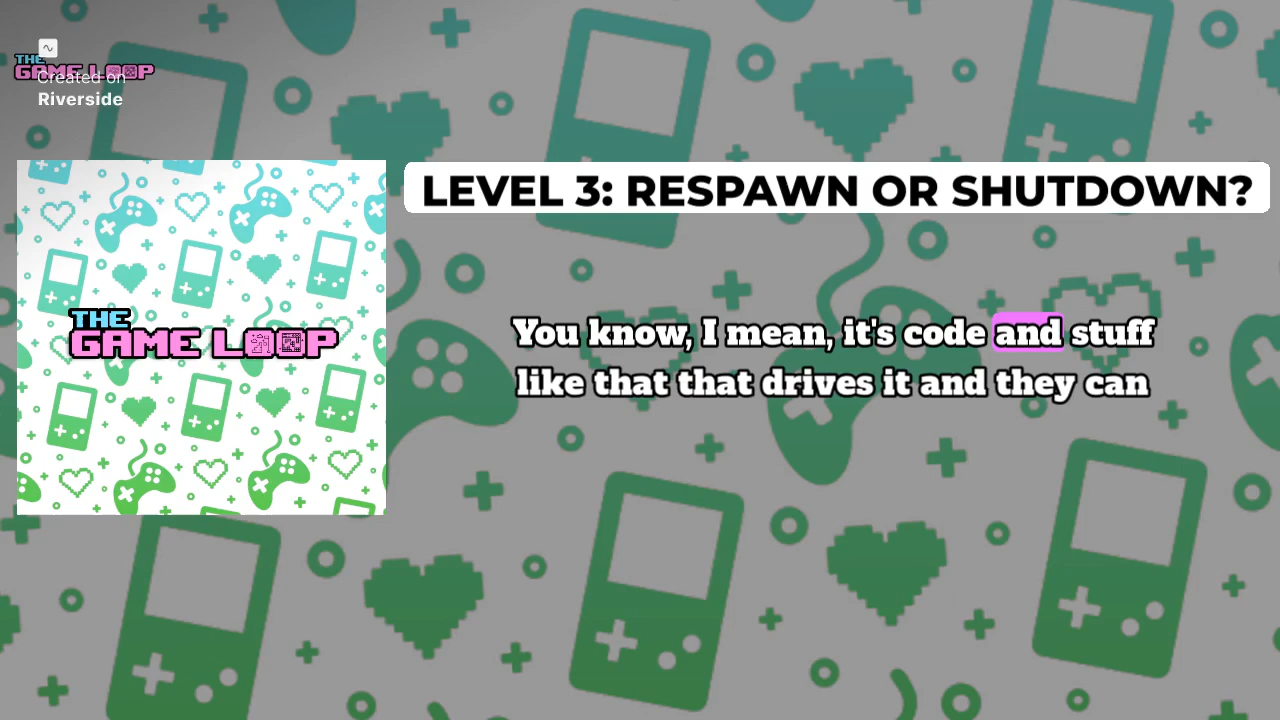 THE
GAME LOOP
Created on
Riverside
THE
GAME LOOP
LEVEL 3: RESPAWN OR SHUTDOWN?
You know, I mean, it's code and stuff
like that that drives it and they can